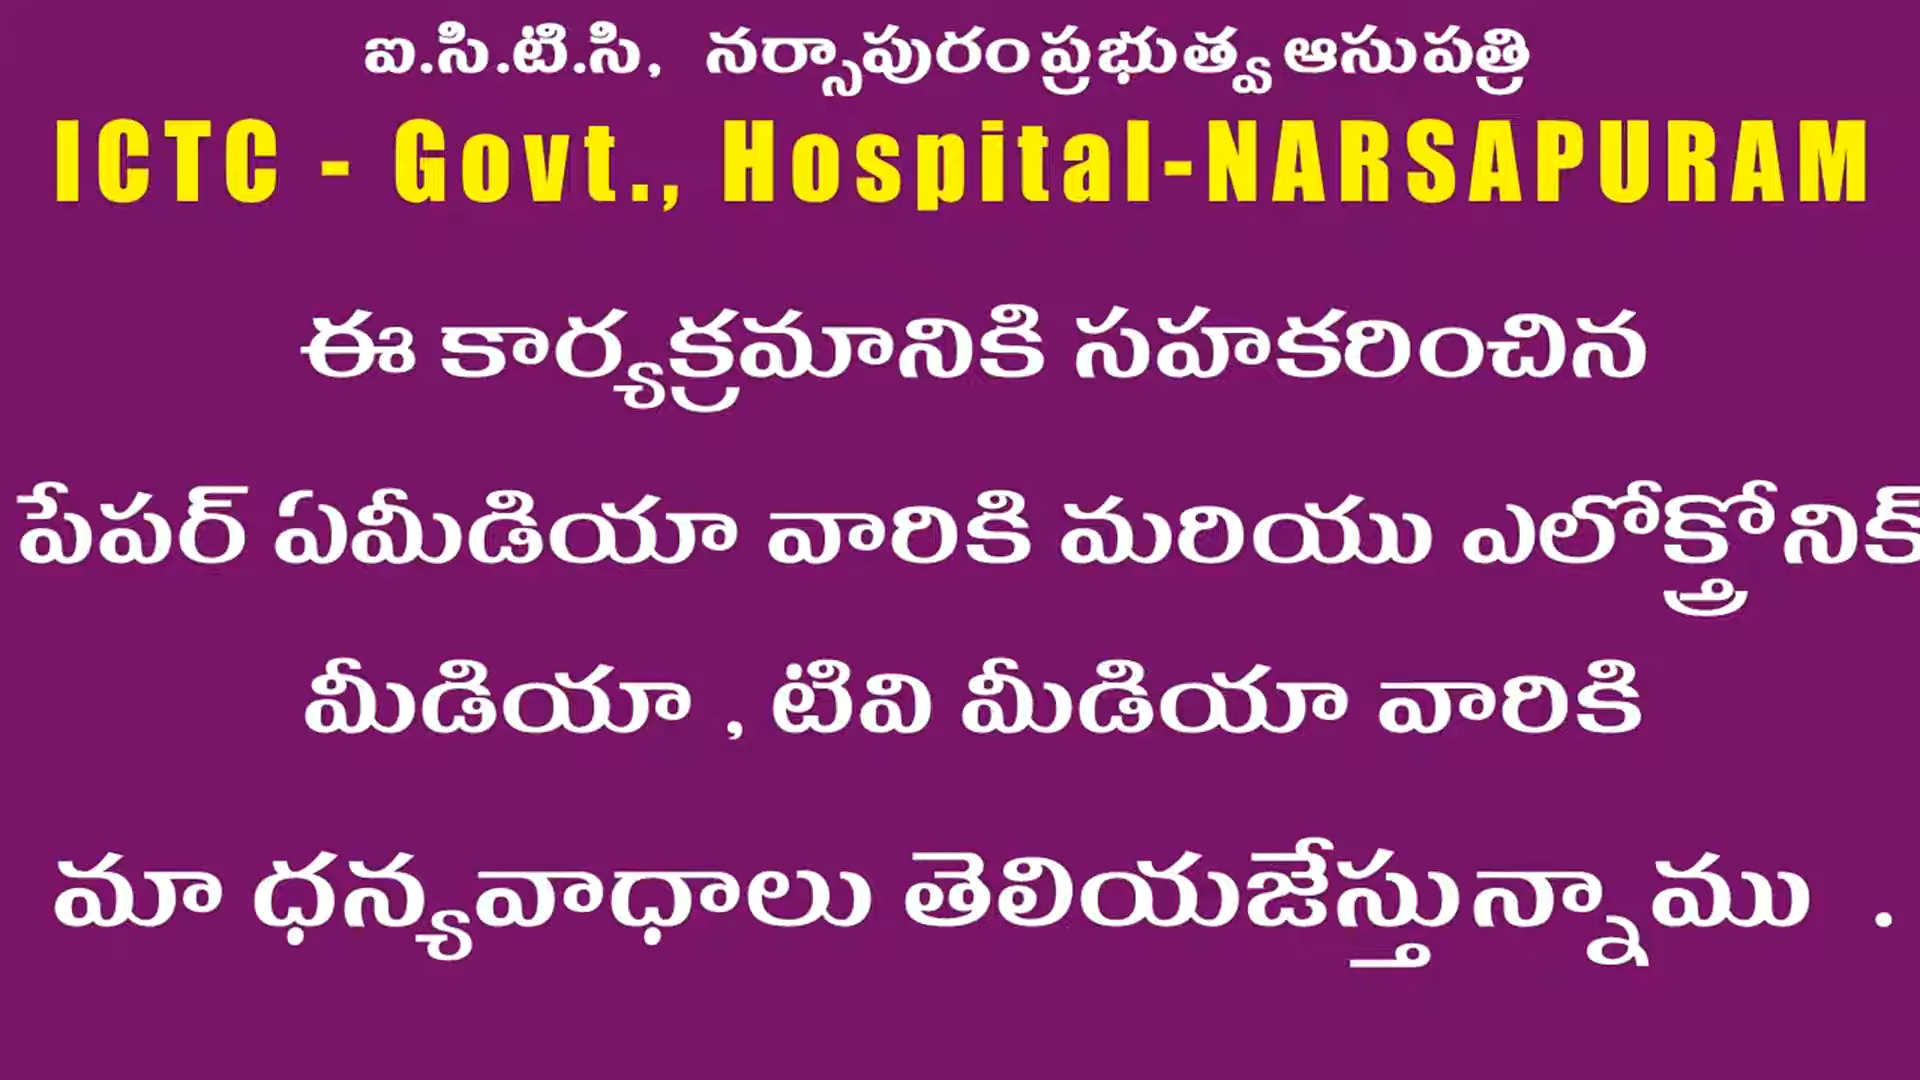 ఐ.సి.టి.సి, నర్సాపురం ప్రభుత్వ ఆసుపత్రి
ICTC - Govt., Hospital-NARSAPURAM
ఈ కార్యక్రమానికి సహకరించిన
పేపర్ ఏమీడియా వారికి మరియు ఎలోక్త్రోనిక్
మీడియా , టివి మీడియా వారికి
మా ధన్యవాధాలు తెలియజేస్తున్నాము .